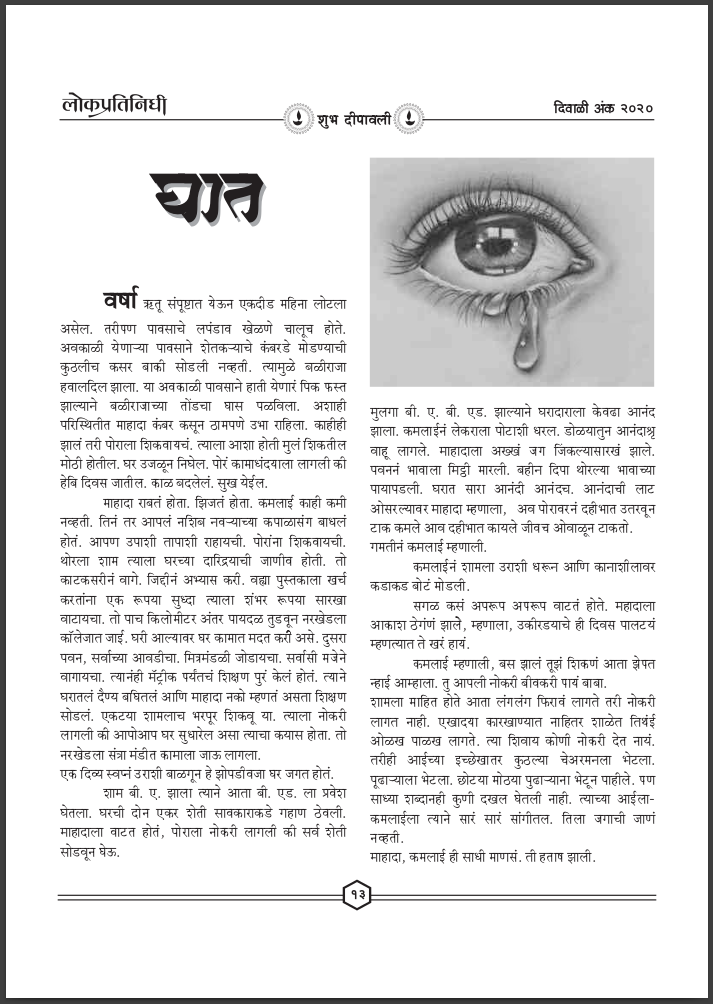 लोकप्रतिनिधी
शुभ दीपावली
दिवाळी अंक २०२०
घात
वर्षा ऋतू संपूष्टात येऊन एकदीड महिना लोटला
असेल. तरीपण पावसाचे लपंडाव खेळणे चालूच होते.
अवकाळी येणाऱ्या पावसाने शेतकऱ्याचे कंबरडे मोडण्याची
कुठलीच कसर बाकी सोडली नव्हती. त्यामुळे बळीराजा
हवालदिल झाला. या अवकाळी पावसाने हाती येणारं पिक फस्त
झाल्याने बळीराजाच्या तोंडचा घास पळविला. अशाही
परिस्थितीत माहादा कंबर कसून ठामपणे उभा राहिला. काहीही
झालं तरी पोराला शिकवायचं. त्याला आशा होती मुलं शिकतील
मोठी होतील. घर उजळून निघेल. पोरं कामाधंदयाला लागली की
हेबि दिवस जातील. काळ बदलेलं. सुख येईल.
माहादा राबतं होता. झिजतं होता. कमलाई काही कमी
नव्हती. तिनं तर आपलं नशिब नवऱ्याच्या कपाळासंग बाधलं
होतं. आपण उपाशी तापाशी राहायची. पोरांना शिकवायची.
थोरला शाम त्याला घरच्या दारिद्रयाची जाणीव होती. तो
काटकसरीनं वागे. जिद्दीनं अभ्यास करी. वह्या पुस्तकाला खर्च
करतांना एक रूपया सुध्दा त्याला शंभर रूपया सारखा
वाटायचा. तो पाच किलोमीटर अंतर पायदळ तुडवून नरखेडला
कॉलेजात जाई. घरी आल्यावर घर कामात मदत करी असे. दुसरा
पवन, सर्वाच्या आवडीचा. मित्रमंडळी जोडायचा. सर्वासी मजेने
वागायचा. त्यानंही मॅट्रीक पर्यंतचं शिक्षण पुरं केलं होतं. त्याने
घरातलं दैण्य बघितलं आणि माहादा नको म्हणतं असता शिक्षण
सोडलं. एकटया शामलाच भरपूर शिकवू या. त्याला नोकरी
लागली की आपोआप घर सुधारेल असा त्याचा कयास होता. तो
नरखेडला संत्रा मंडीत कामाला जाऊ लागला.
एक दिव्य स्वप्नं उराशी बाळगून हे झोपडीवजा घर जगत होतं.
शाम बी. ए. झाला त्याने आता बी. एड. ला प्रवेश
घेतला. घरची दोन एकर शेती सावकाराकडे गहाण ठेवली.
माहादाला वाटत होतं, पोराला नोकरी लागली की सर्व शेती
सोडवून घेऊ.
मुलगा बी. ए. बी. एड. झाल्याने घरादाराला केवढा आनंद
झाला. कमलाईनं लेकराला पोटाशी धरल. डोळयातुन आनंदाश्रृ
वाहू लागले. माहादाला अख्खं जग जिंकल्यासारखं झाले.
पवननं भावाला मिठ्ठी मारली. बहीन दिपा थोरल्या भावाच्या
पायापडली. घरात सारा आनंदी आनंदच. आनंदाची लाट
ओसरल्यावर माहादा म्हणाला, अव पोरावरनं दहीभात उतरवून
टाक कमले आव दहीभात कायले जीवच ओवाळून टाकतो.
गमतीनं कमलाई म्हणाली.
कमलाईनं शामला उराशी धरून आणि कानाशीलावर
कडाकड बोटं मोडली.
सगळ कसं अपरूप अपरूप वाटतं होते. महादाला
आकाश ठेगंणं झाले, म्हणाला, उकीरडयाचे ही दिवस पालटयं
म्हणत्यात ते खरं हायं.
कमलाई म्हणाली, बस झालं तूझं शिकणं आता झेपत
न्हाई आम्हाला. तु आपली नोकरी बीवकरी पायं बाबा.
शामला माहित होते आता लंगलंग फिरावं लागते तरी नोकरी
लागत नाही. एखादया कारखाण्यात नाहितर शाळेत तिथंई
ओळख पाळख लागते. त्या शिवाय कोणी नोकरी देत नायं.
तरीही आईच्या इच्छेखातर कुठल्या चेअरमनला भेटला.
पूढाऱ्याला भेटला. छोटया मोठया पुढाऱ्याना भेटून पाहीले. पण
साध्या शब्दानही कुणी दखल घेतली नाही. त्याच्या आईला-
कमलाईला त्याने सारं सारं सांगीतल. तिला जगाची जाणं
नव्हती.
माहादा, कमलाई ही साधी माणसं. ती हताष झाली.
१३